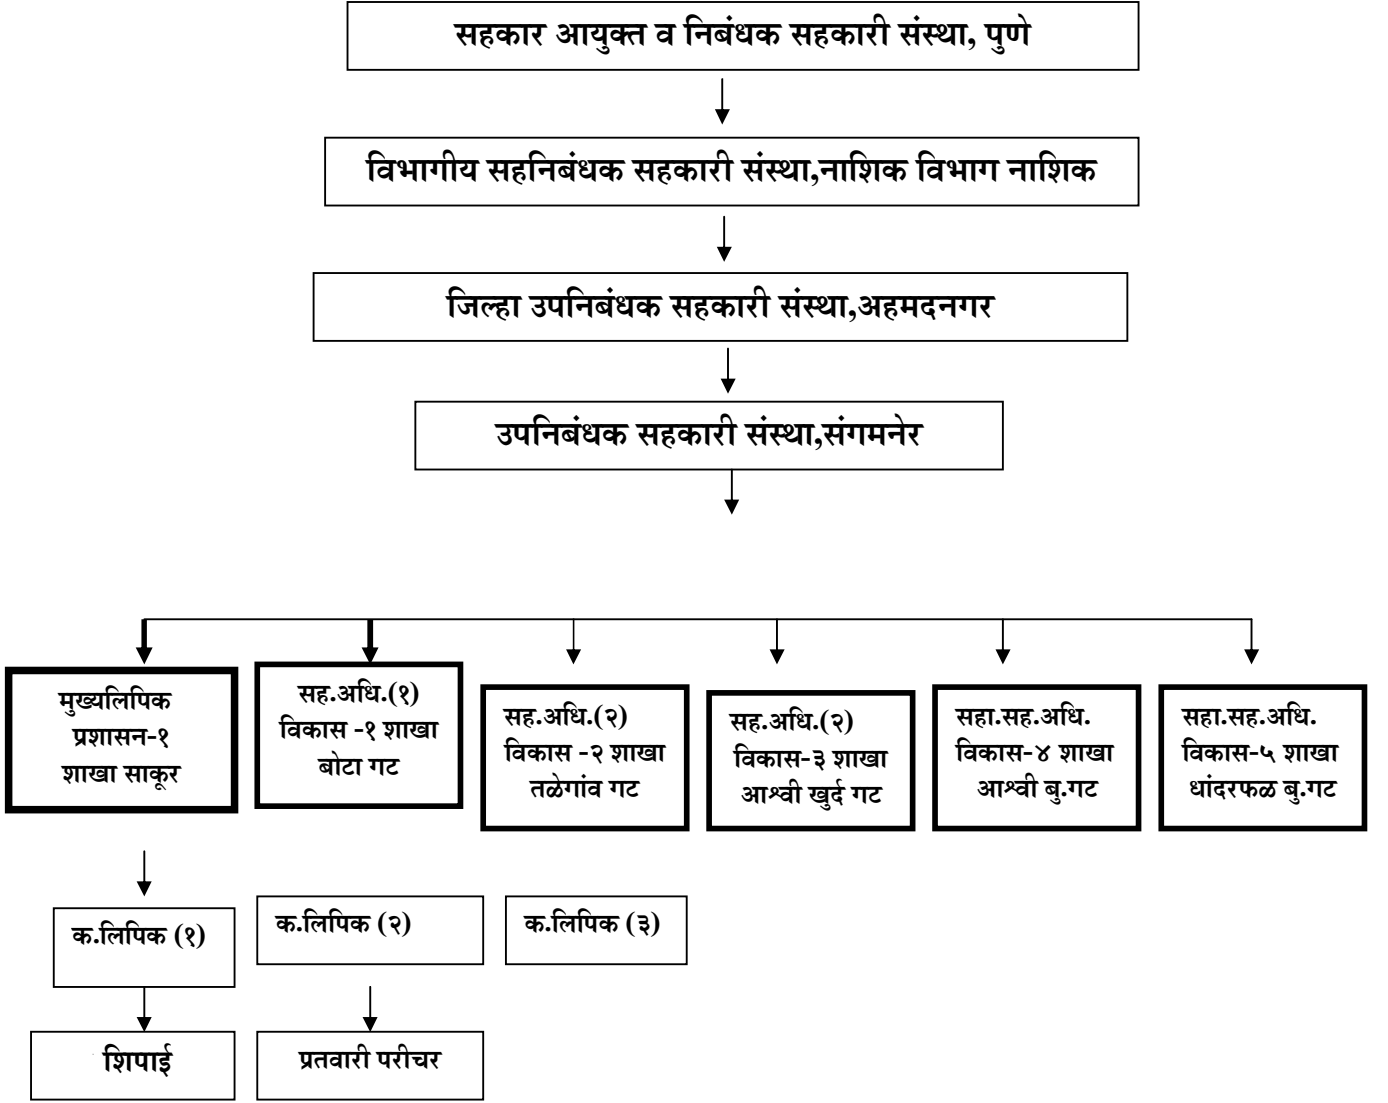 सहकार आयुक्त व निबंधक सहकारी संस्था, पुणे
विभागीय सहनिबंधक सहकारी संस्था,नाशिक विभाग नाशिक
जिल्हा उपनिबंधक सहकारी संस्था,अहमदनगर
उपनिबंधक सहकारी संस्था,संगमनेर
मुख्यलिपिक
प्रशासन-१
शाखा साकूर
सह.अधि.(१)
विकास -१ शाखा
बोटा गट
सह.अधि.(२)
विकास -२ शाखा
तळेगांव गट
सह.अधि.(२)
विकास-३ शाखा
आश्वी खुर्द गट
सहा.सह.अधि.
विकास-४ शाखा
आश्वी बु.गट
सहा.सह.अधि.
विकास-५ शाखा
धांदरफळ बु.गट
क.लिपिक (१)
क.लिपिक (२)
क.लिपिक (३)
शिपाई
प्रतवारी परीचर